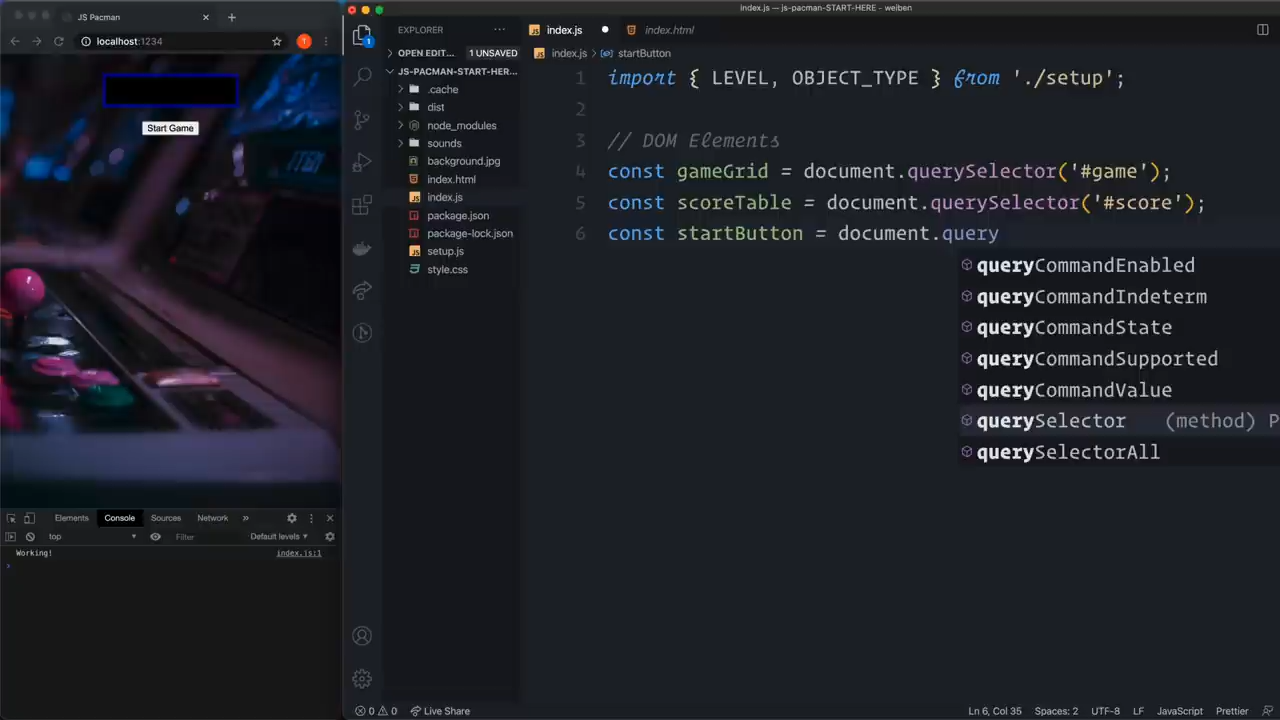 JS Pacman
localhost:1234
T
Start Game
Elements Console Sources Network »
top Filter Default levels
Working! index.js:1
index.js — js-pacman-START-HERE - weiben
EXPLORER
OPEN EDIT... 1 UNSAVED
JS-PACMAN-START-HER...
.cache
dist
node_modules
sounds
background.jpg
index.html
index.js
package.json
package-lock.json
setup.js
style.css
1
index.js index.html
index.js > startButton
1 import { LEVEL, OBJECT_TYPE } from './setup';
2
3 // DOM Elements
4 const gameGrid = document.querySelector('#game');
5 const scoreTable = document.querySelector('#score');
6 const startButton = document.query
queryCommandEnabled
queryCommandIndeterm
queryCommandState
queryCommandSupported
queryCommandValue
querySelector (method) P
querySelectorAll
0 0 Live Share Ln 6, Col 35 Spaces: 2 UTF-8 LF JavaScript Prettier